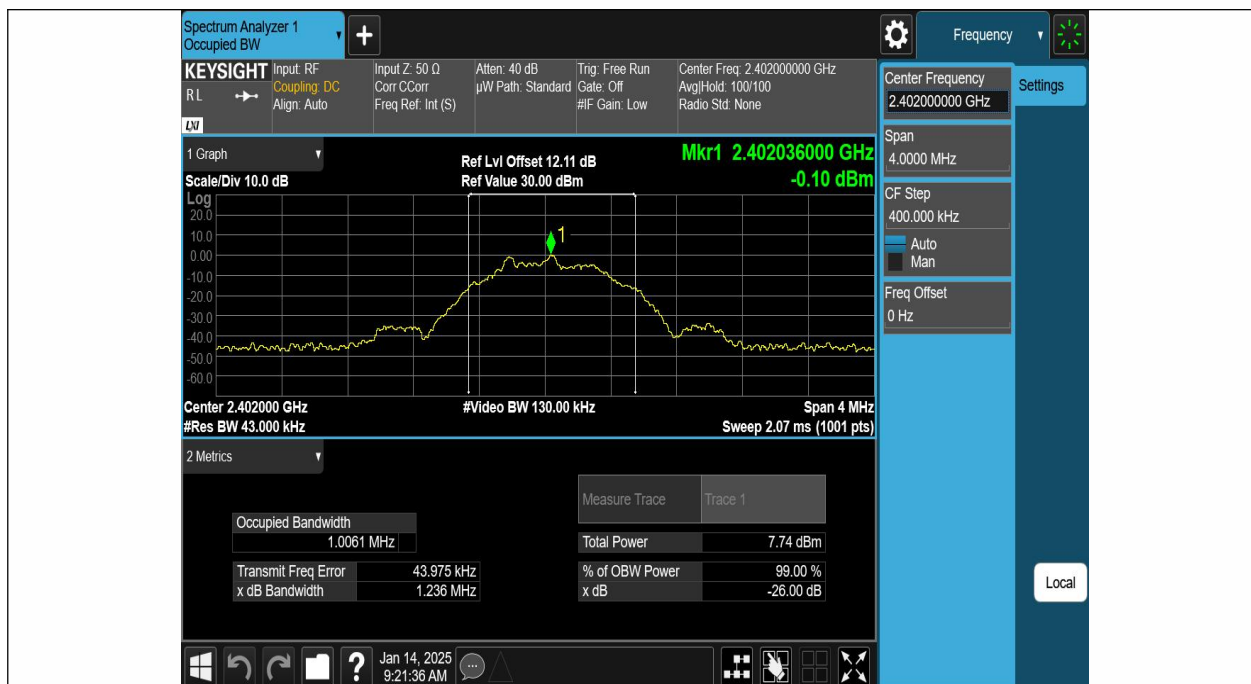 Spectrum Analyzer 1
Occupied BW
Frequency
KEYSIGHT
RL
LXI
Input: RF
Coupling: DC
Align: Auto
Input Z: 50 Ω
Corr CCorr
Freq Ref: Int (S)
Atten: 40 dB
µW Path: Standard
Trig: Free Run
Gate: Off
#IF Gain: Low
Center Freq: 2.402000000 GHz
Avg|Hold: 100/100
Radio Std: None
Center Frequency
2.402000000 GHz
Settings
Span
4.0000 MHz
CF Step
400.000 kHz
Auto
Man
Freq Offset
0 Hz
Local
1 Graph
Scale/Div 10.0 dB
Ref Lvl Offset 12.11 dB
Ref Value 30.00 dBm
Mkr1 2.402036000 GHz
-0.10 dBm
Log
20.0
10.0
0.00
-10.0
-20.0
-30.0
-40.0
-50.0
-60.0
1
Center 2.402000 GHz
#Res BW 43.000 kHz
#Video BW 130.00 kHz
Span 4 MHz
Sweep 2.07 ms (1001 pts)
2 Metrics
Measure Trace Trace 1
Occupied Bandwidth
1.0061 MHz
Total Power 7.74 dBm
Transmit Freq Error 43.975 kHz
% of OBW Power 99.00 %
x dB Bandwidth 1.236 MHz
x dB -26.00 dB
Jan 14, 2025
9:21:36 AM